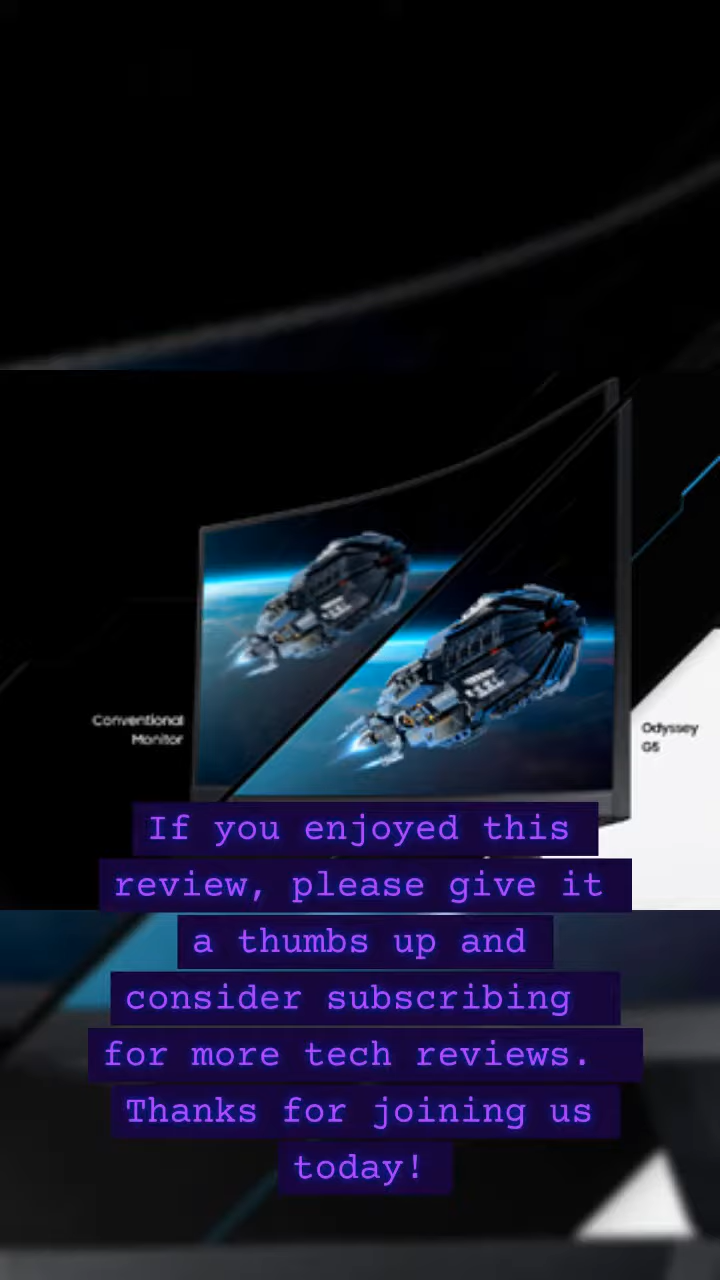 Conventional
Monitor
Odyssey
G5
If you enjoyed this
review, please give it
a thumbs up and
consider subscribing
for more tech reviews.
Thanks for joining us
today!